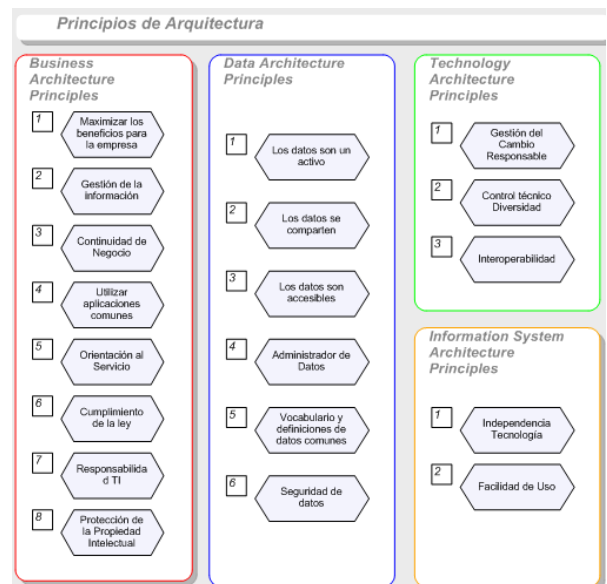 Principios de Arquitectura
Business
Architecture
Principles
1
Maximizar los
beneficios para
la empresa
2
Gestión de la
información
3
Continuidad de
Negocio
4
Utilizar
aplicaciones
comunes
5
Orientación al
Servicio
6
Cumplimiento
de la ley
7
Responsabilida
d TI
8
Protección de
la Propiedad
Intelectual
Data Architecture
Principles
1
Los datos son un
activo
2
Los datos se
comparten
3
Los datos son
accesibles
4
Administrador de
Datos
5
Vocabulario y
definiciones de
datos comunes
6
Seguridad de
datos
Technology
Architecture
Principles
1
Gestión del
Cambio
Responsable
2
Control técnico
Diversidad
3
Interoperabilidad
Information System
Architecture
Principles
1
Independencia
Tecnología
2
Facilidad de Uso